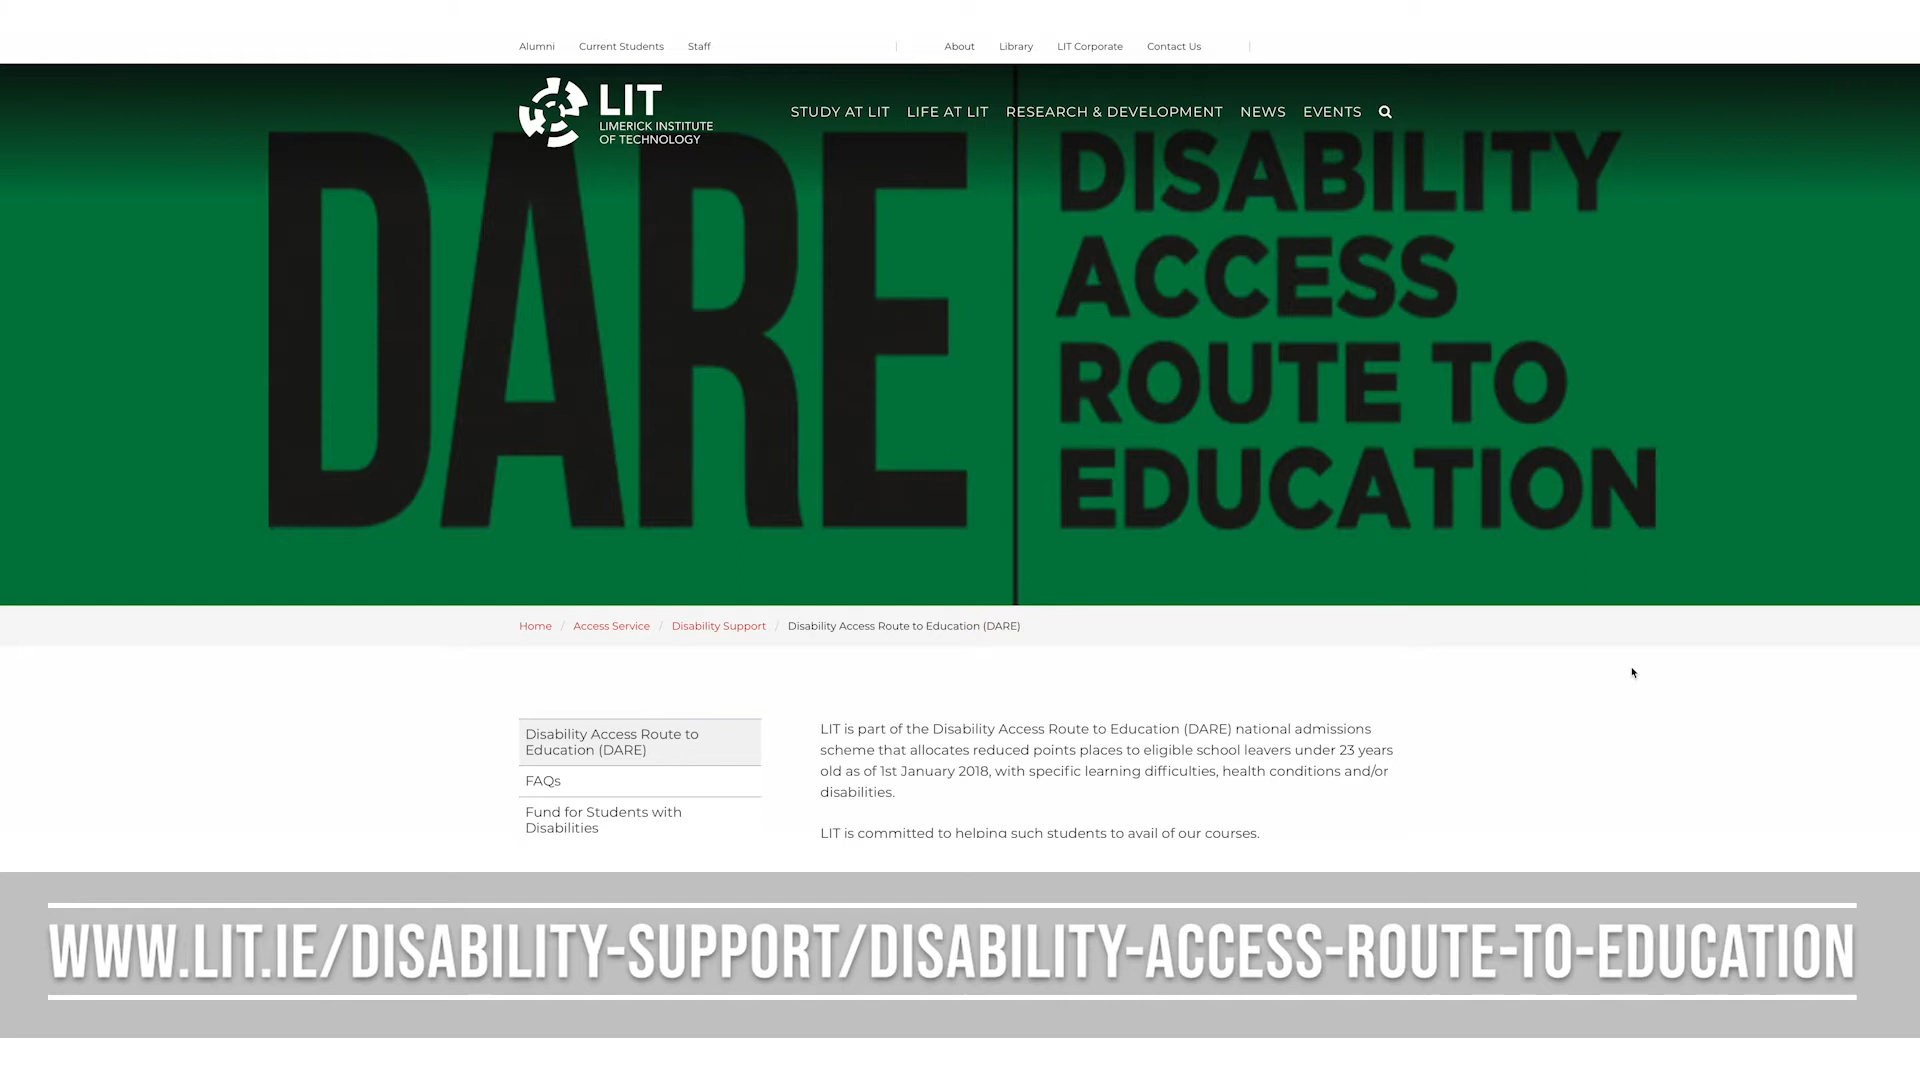 Alumni Current Students Staff About Library LIT Corporate Contact Us
LIT
LIMERICK INSTITUTE
OF TECHNOLOGY
STUDY AT LIT LIFE AT LIT RESEARCH & DEVELOPMENT NEWS EVENTS
DARE
DISABILITY
ACCESS
ROUTE TO
EDUCATION
Home / Access Service / Disability Support / Disability Access Route to Education (DARE)
Disability Access Route to
Education (DARE)
FAQs
Fund for Students with
Disabilities
LIT is part of the Disability Access Route to Education (DARE) national admissions
scheme that allocates reduced points places to eligible school leavers under 23 years
old as of 1st January 2018, with specific learning difficulties, health conditions and/or
disabilities.
LIT is committed to helping such students to avail of our courses.
WWW.LIT.IE/DISABILITY-SUPPORT/DISABILITY-ACCESS-ROUTE-TO-EDUCATION